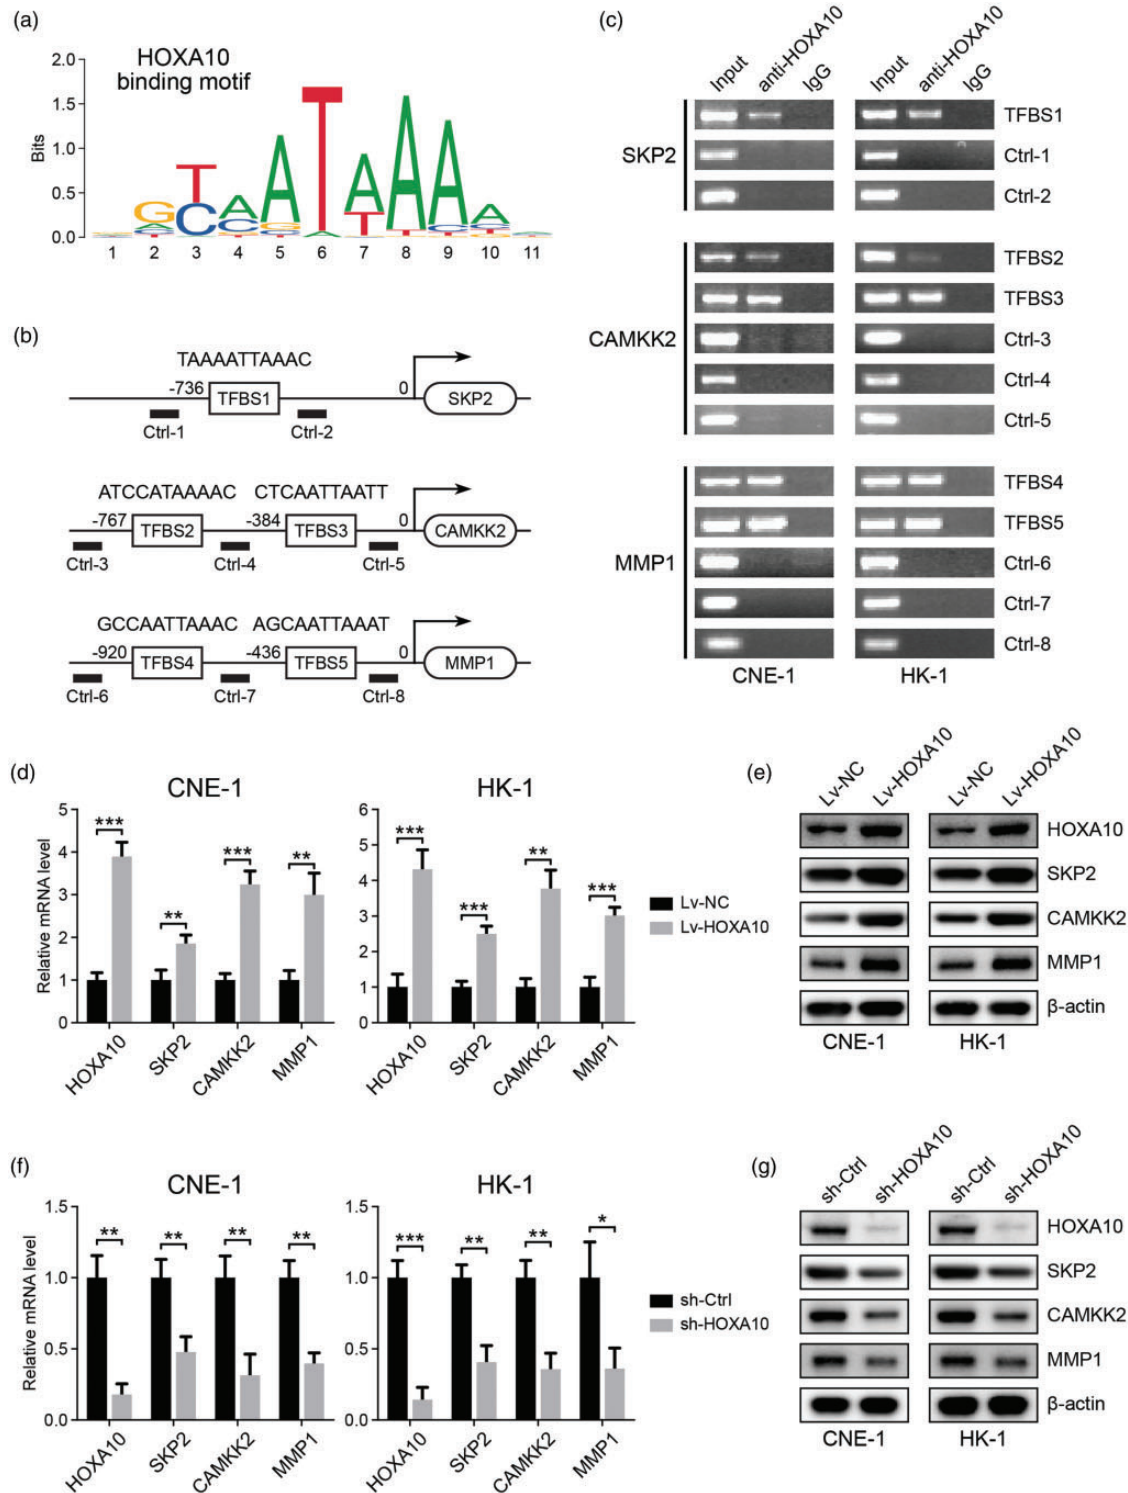 (a)
HOXA10
binding motif
Bits
2.0
1.5
1.0
0.5
0.0
1 2 3 4 5 6 7 8 9 10 11
(b)
TAAAATTAAAC
-736 TFBS1 0 SKP2
Ctrl-1 Ctrl-2
ATCCATAAAAC CTCAATTAATT
-767 TFBS2 -384 TFBS3 0 CAMKK2
Ctrl-3 Ctrl-4 Ctrl-5
GCCAATTAAAC AGCAATTAAAT
-920 TFBS4 -436 TFBS5 0 MMP1
Ctrl-6 Ctrl-7 Ctrl-8
(c)
Input anti-HOXA10 IgG Input anti-HOXA10 IgG
SKP2
TFBS1
Ctrl-1
Ctrl-2
CAMKK2
TFBS2
TFBS3
Ctrl-3
Ctrl-4
Ctrl-5
MMP1
TFBS4
TFBS5
Ctrl-6
Ctrl-7
Ctrl-8
CNE-1 HK-1
(d)
CNE-1
Relative mRNA level
5
4
3
2
1
0
*** ** *** **
HOXA10 SKP2 CAMKK2 MMP1
HK-1
6
5
4
3
2
1
0
*** *** ** ***
HOXA10 SKP2 CAMKK2 MMP1
Lv-NC
Lv-HOXA10
(e)
Lv-NC Lv-HOXA10 Lv-NC Lv-HOXA10
HOXA10
SKP2
CAMKK2
MMP1
β-actin
CNE-1 HK-1
(f)
CNE-1
Relative mRNA level
1.5
1.0
0.5
0.0
** ** ** **
HOXA10 SKP2 CAMKK2 MMP1
HK-1
1.5
1.0
0.5
0.0
*** ** ** *
HOXA10 SKP2 CAMKK2 MMP1
sh-Ctrl
sh-HOXA10
(g)
sh-Ctrl sh-HOXA10 sh-Ctrl sh-HOXA10
HOXA10
SKP2
CAMKK2
MMP1
β-actin
CNE-1 HK-1